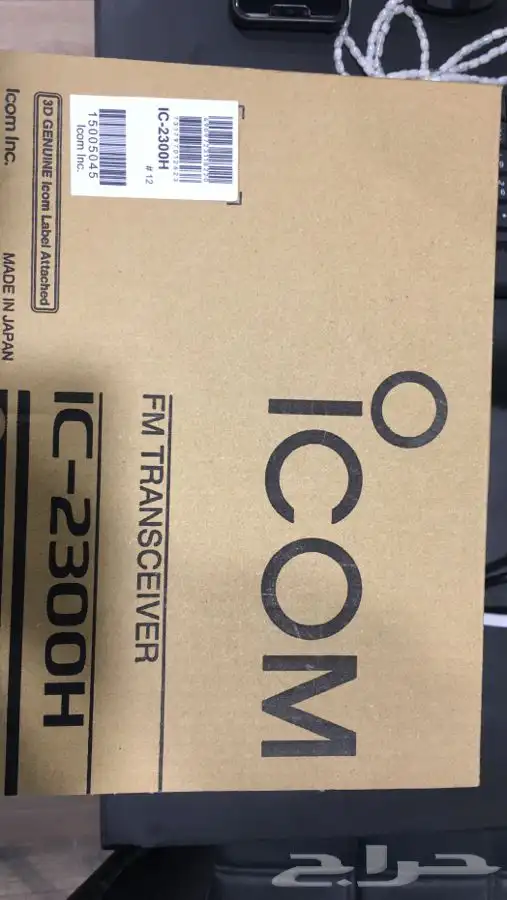 ICOM
FM TRANSCEIVER
IC-2300H
IC-2300H
#12
15005045
Icom Inc.
3D GENUINE Icom Label Attached
Icom Inc.
MADE IN JAPAN
حراج